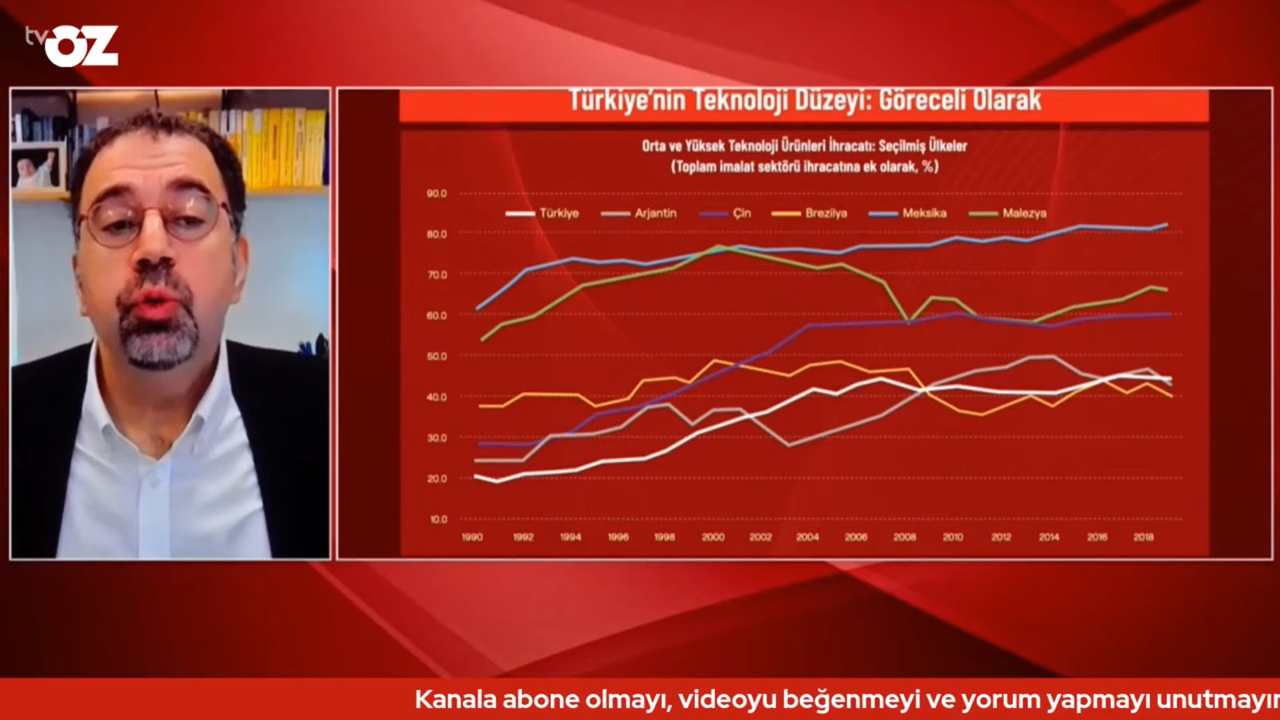 tv ÖZ
Türkiye'nin Teknoloji Düzeyi: Göreceli Olarak
Orta ve Yüksek Teknoloji Ürünleri İhracatı: Seçilmiş Ülkeler
(Toplam imalat sektörü ihracatına ek olarak, %)
90.0
Türkiye Arjantin Çin Brezilya Meksika Malezya
80.0
70.0
60.0
50.0
40.0
30.0
20.0
10.0
1990 1992 1994 1996 1998 2000 2002 2004 2006 2008 2010 2012 2014 2016 2018
Kanala abone olmayı, videoyu beğenmeyi ve yorum yapmayı unutmayın